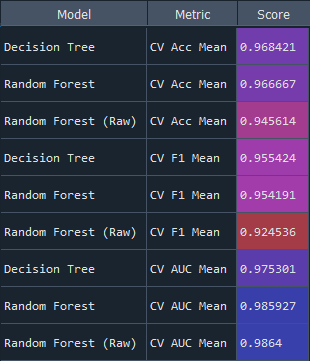 Model Metric Score
Decision Tree CV Acc Mean 0.968421
Random Forest CV Acc Mean 0.966667
Random Forest (Raw) CV Acc Mean 0.945614
Decision Tree CV F1 Mean 0.955424
Random Forest CV F1 Mean 0.954191
Random Forest (Raw) CV F1 Mean 0.924536
Decision Tree CV AUC Mean 0.975301
Random Forest CV AUC Mean 0.985927
Random Forest (Raw) CV AUC Mean 0.9864